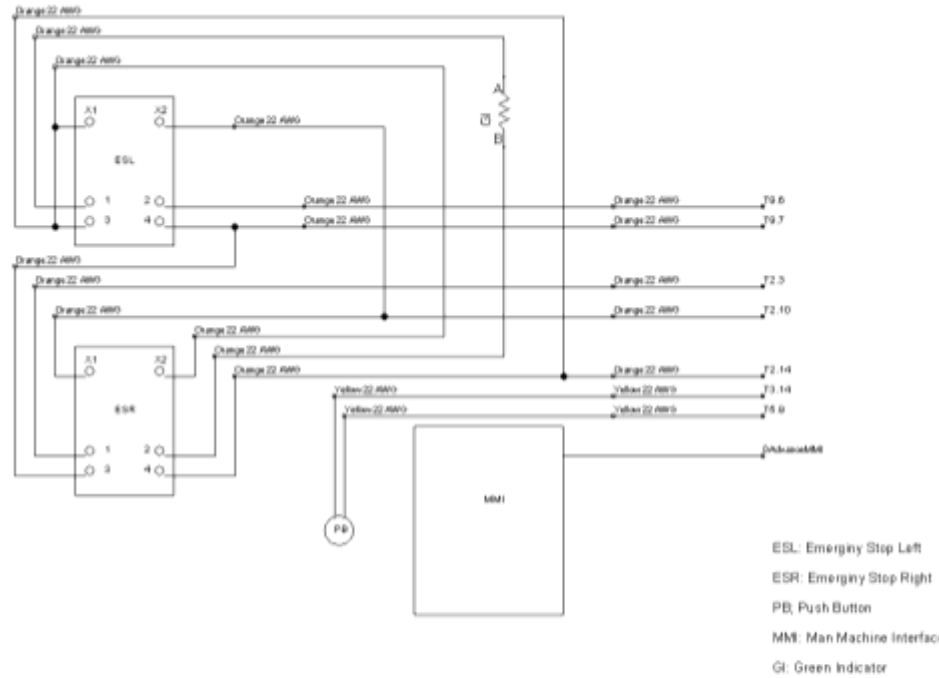 Orange 22 AWG
Orange 22 AWG
Orange 22 AWG
A
GI
B
X1 X2
Orange 22 AWG
ESL
1 2
Orange 22 AWG Orange 22 AWG T9.6
3 4
Orange 22 AWG Orange 22 AWG T9.7
Orange 22 AWG
Orange 22 AWG Orange 22 AWG T2.3
Orange 22 AWG Orange 22 AWG T2.10
Orange 22 AWG
Orange 22 AWG
X1 X2
Orange 22 AWG Orange 22 AWG T2.14
Yellow 22 AWG Yellow 22 AWG T3.14
ESR
Yellow 22 AWG Yellow 22 AWG
1 2
3 4
MMI
PB
ESL: Emerginy Stop Left
ESR: Emerginy Stop Right
PB; Push Button
MMI: Man Machine Interfac
GI: Green Indicator